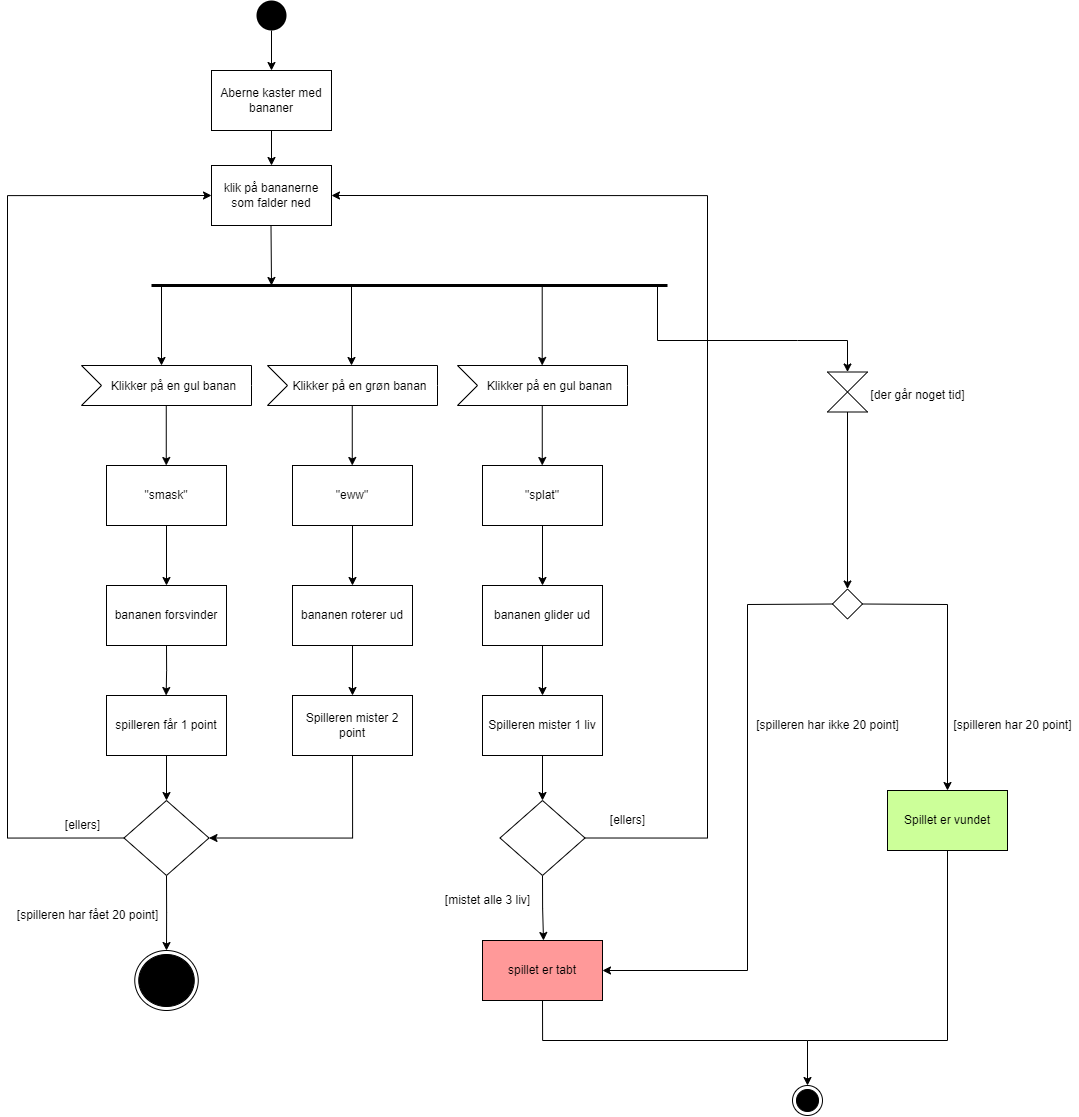 Aberne kaster med
bananer
klik på bananerne
som falder ned
Klikker på en gul banan
Klikker på en grøn banan
Klikker på en gul banan
[der går noget tid]
"smask"
"eww"
"splat"
bananen forsvinder
bananen roterer ud
bananen glider ud
spilleren får 1 point
Spilleren mister 2
point
Spilleren mister 1 liv
[spilleren har ikke 20 point]
[spilleren har 20 point]
[ellers]
[ellers]
Spillet er vundet
[mistet alle 3 liv]
[spilleren har fået 20 point]
spillet er tabt